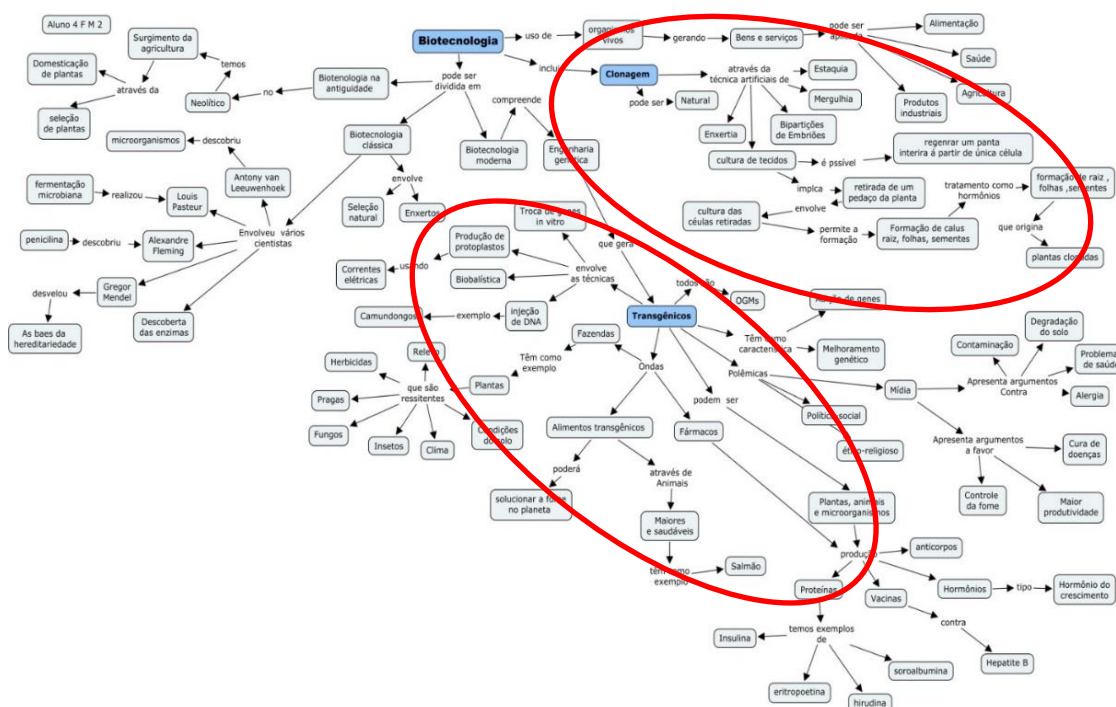 Aluno 4 F M 2
Biotecnologia
uso de
organismos
vivos
gerando
Bens e serviços
pode ser
aplicada
Alimentação
Saúde
Agricultura
Produtos
industriais
inclui
Clonagem
pode ser
Natural
através da
técnica artificiais de
Estaquia
Mergulhia
Bipartições
de Embriões
Enxertia
cultura de tecidos
é pssível
regenrar um panta
interira á partir de única célula
implca
retirada de um
pedaço da planta
envolve
cultura das
céulas retiradas
permite a
formação
Formação de calus
raiz, folhas, sementes
tratamento como
hormônios
formação de raiz ,
folhas ,sementes
que origina
plantas clonadas
pode ser
dividida em
Biotenologia na
antiguidade
no
Neolítico
temos
Surgimento da
agricultura
através da
Domesticação
de plantas
seleção
de plantas
Biotecnologia
clássica
envolve
Seleção
natural
Enxertos
Envolveu vários
cientistas
Antony van
Leeuwenhoek
descobriu
microorganismos
Louis
Pasteur
realizou
fermentação
microbiana
Alexandre
Fleming
descobriu
penicilina
Gregor
Mendel
desvelou
As baes da
hereditariedade
Descoberta
das enzimas
Biotecnologia
moderna
compreende
Engenharia
genética
que gera
Transgênicos
envolve
as técnicas
Troca de genes
in vitro
Produção de
protoplastos
usando
Correntes
elétricas
Biobalística
injeção
de DNA
exemplo
Camundongos
todos são
OGMs
Têm como
característica
Adição de genes
Melhoramento
genético
Polêmicas
Político-social
ético-religioso
Mídia
Apresenta argumentos
Contra
Contaminação
Degradação
do solo
Problema
de saúde
Alergia
Apresenta argumentos
a favor
Cura de
doenças
Controle
da fome
Maior
produtividade
Ondas
Fazendas
Têm como
exemplo
Plantas
que são
ressitentes
Herbicidas
Relevo
Pragas
Fungos
Insetos
Clima
Condições
do solo
Alimentos transgênicos
poderá
solucionar a fome
no planeta
através de
Animais
Maiores
e saudáveis
têm como
exemplo
Salmão
Fármacos
podem ser
Plantas, animais
e microorganismos
produção
anticorpos
Hormônios
tipo
Hormônio do
crescimento
Vacinas
contra
Hepatite B
Proteínas
temos exemplos
de
Insulina
eritropoetina
hirudina
soroalbumina